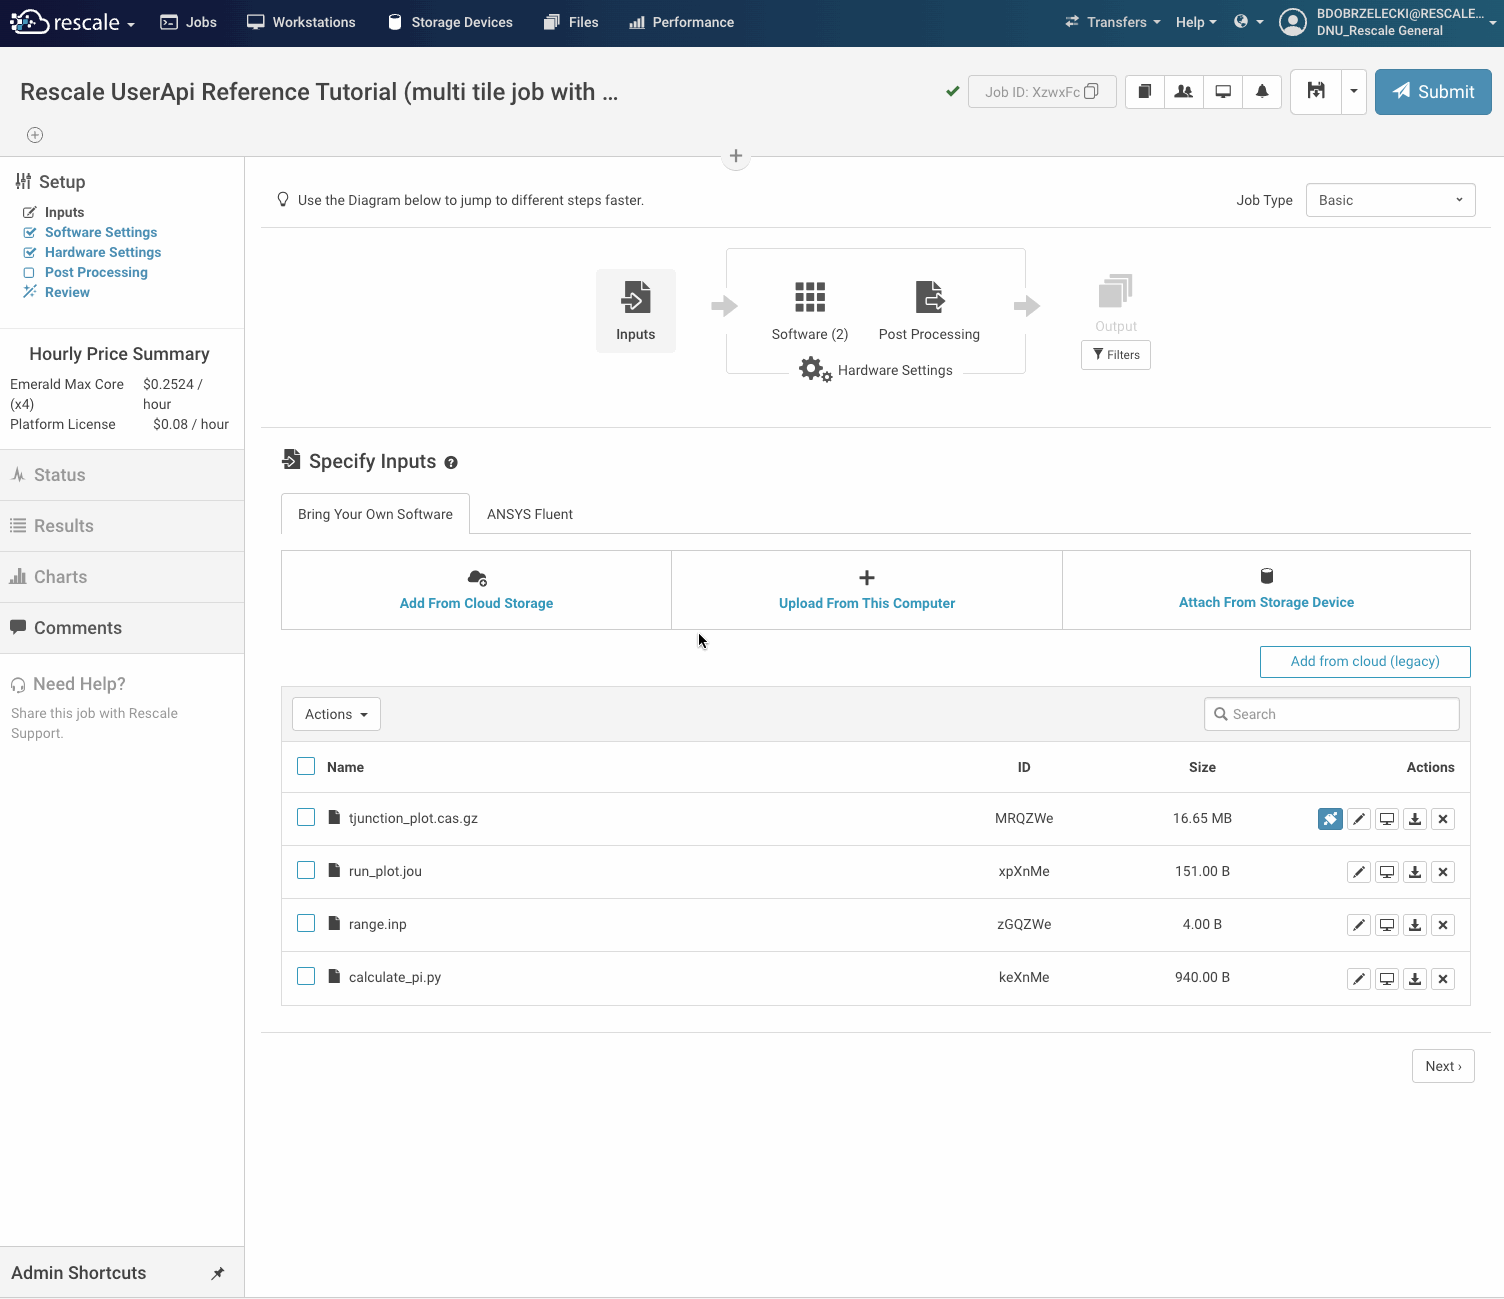 rescale
Jobs
Workstations
Storage Devices
Files
Performance
Transfers
Help
BDOBRZELECKI@RESCALE...
DNU_Rescale General
Rescale UserApi Reference Tutorial (multi tile job with ...
Job ID: XzwxFc
Submit
Setup
Inputs
Software Settings
Hardware Settings
Post Processing
Review
Hourly Price Summary
Emerald Max Core (x4) $0.2524 / hour
Platform License $0.08 / hour
Status
Results
Charts
Comments
Need Help?
Share this job with Rescale
Support.
Admin Shortcuts
Use the Diagram below to jump to different steps faster.
Job Type Basic
Inputs
Software (2)
Post Processing
Hardware Settings
Output
Filters
Specify Inputs
Bring Your Own Software
ANSYS Fluent
Add From Cloud Storage
Upload From This Computer
Attach From Storage Device
Add from cloud (legacy)
Actions
Search
Name ID Size Actions
tjunction_plot.cas.gz MRQZWe 16.65 MB
run_plot.jou xpXnMe 151.00 B
range.inp zGQZWe 4.00 B
calculate_pi.py keXnMe 940.00 B
Next ›